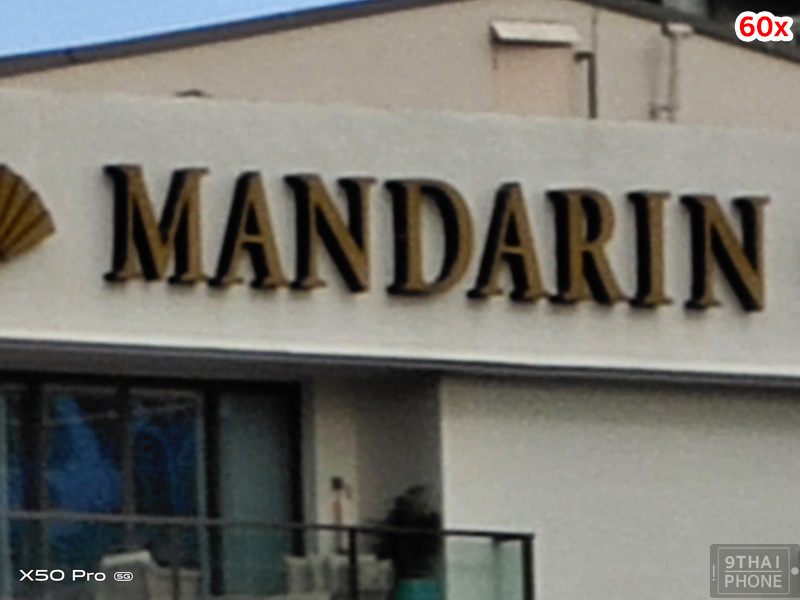 60x
MANDARIN
X50 Pro 5G
9THAI
PHONE